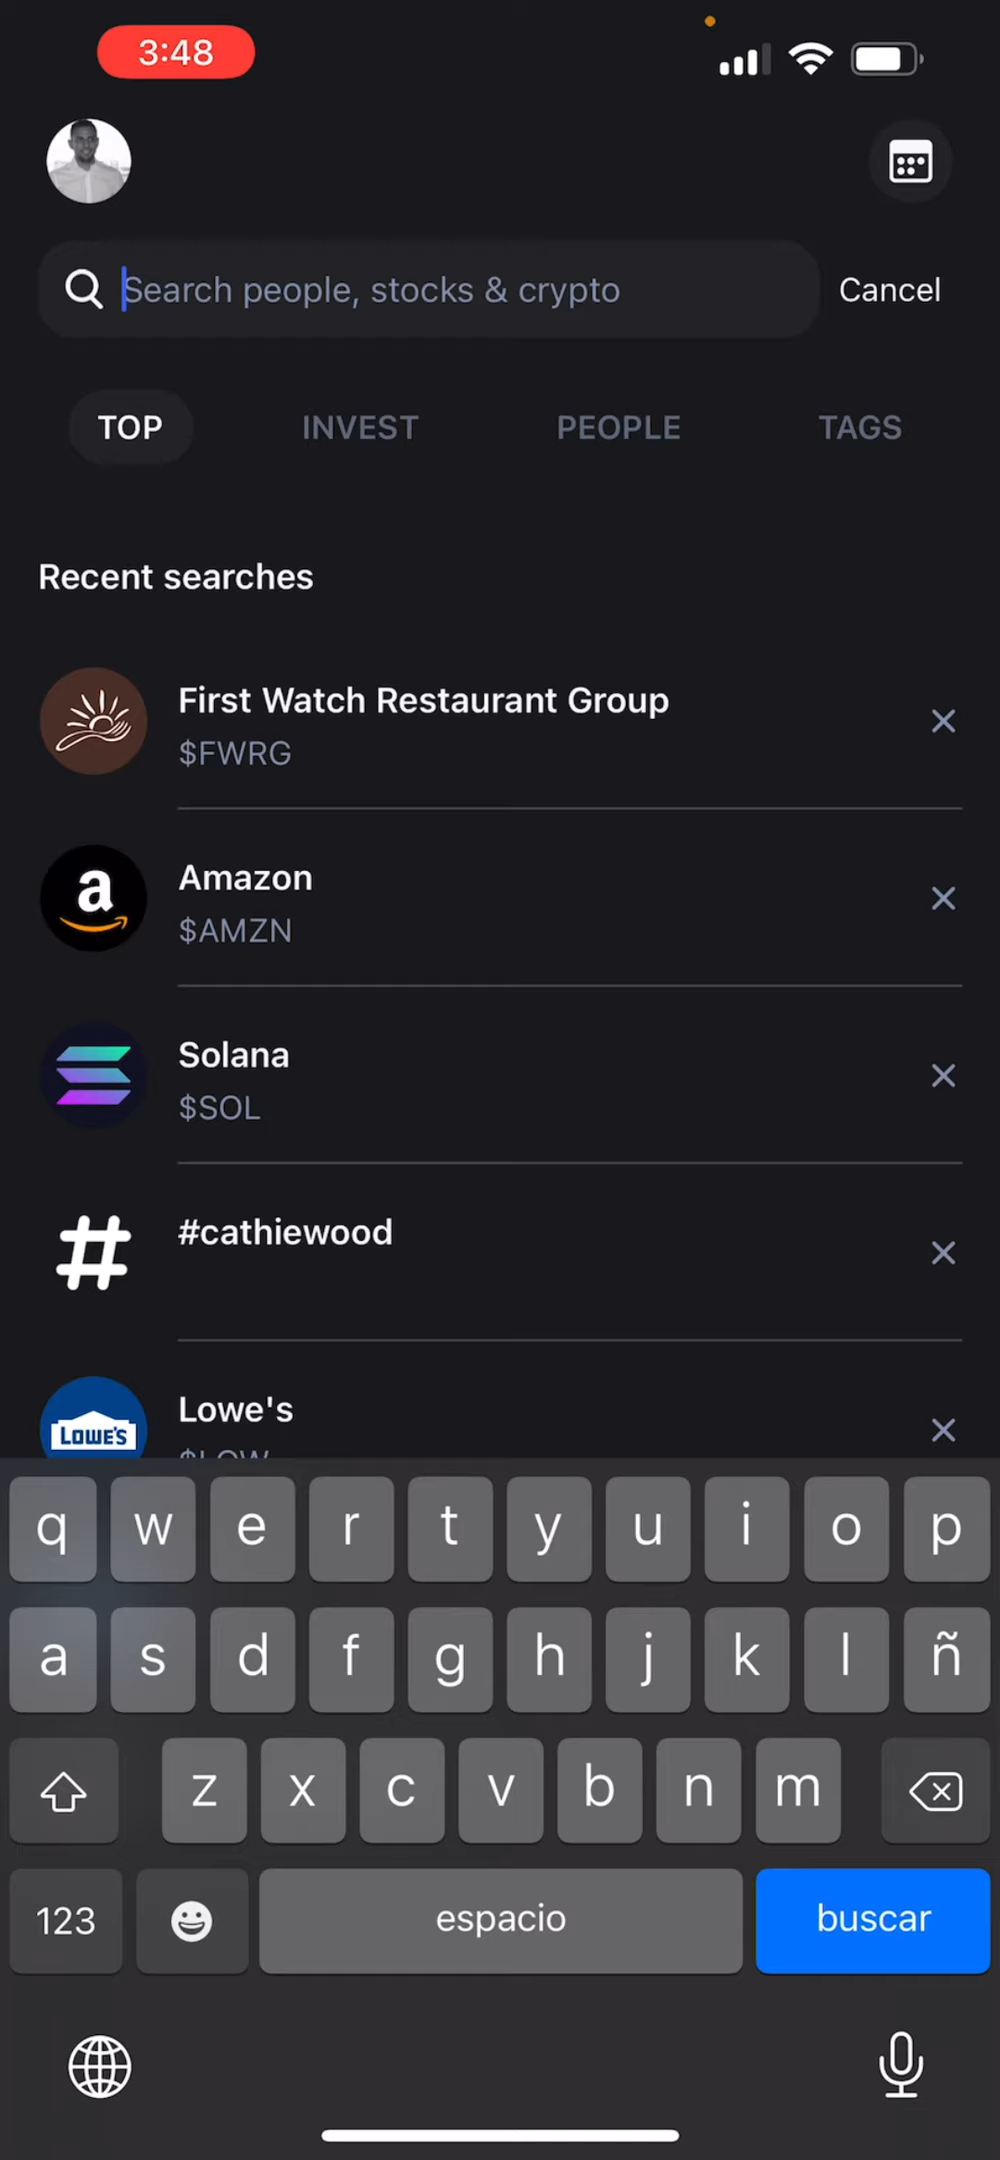 3:48
Search people, stocks & crypto
Cancel
TOP INVEST PEOPLE TAGS
Recent searches
First Watch Restaurant Group
$FWRG
a
Amazon
$AMZN
Solana
$SOL
#cathiewood
LOWE'S
Lowe's
$LOW
q w e r t y u i o p
a s d f g h j k l ñ
z x c v b n m
123 espacio buscar